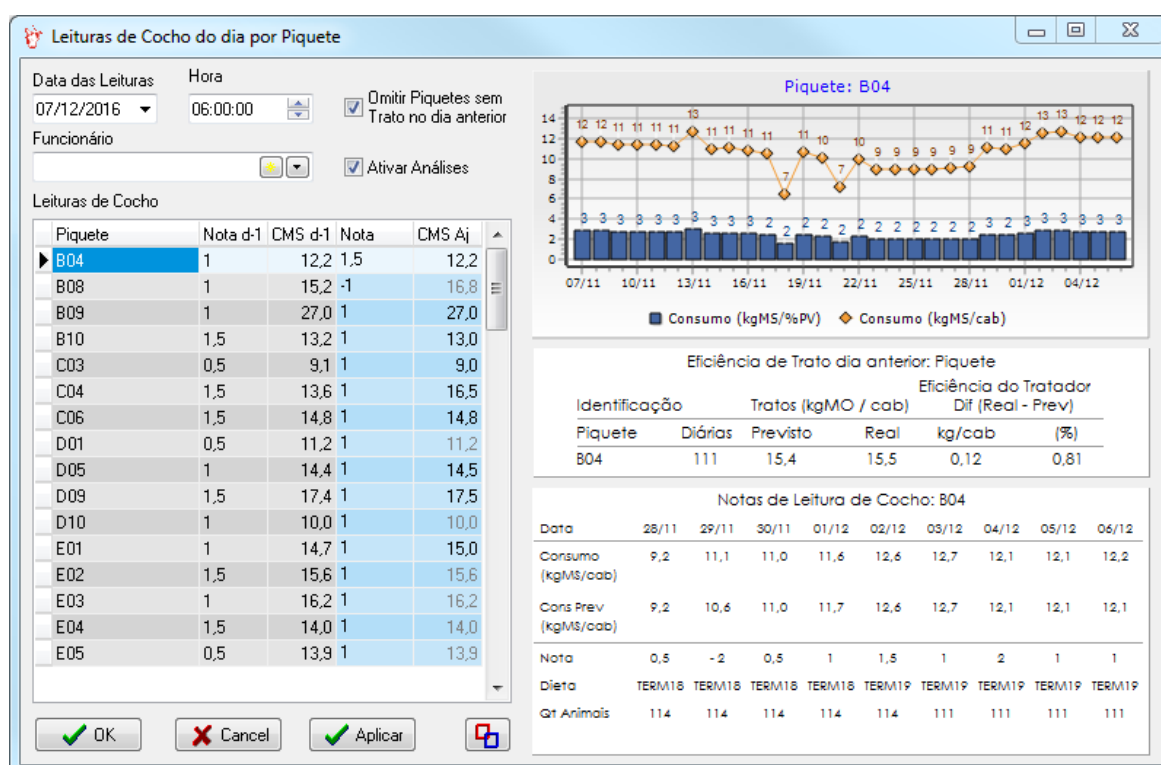 Leituras de Cocho do dia por Piquete
Data das Leituras Hora
07/12/2016 06:00:00
Omitir Piquetes sem
Trato no dia anterior
Funcionário
Ativar Análises
Leituras de Cocho
Piquete Nota d-1 CMS d-1 Nota CMS Aj
B04 1 12,2 1,5 12,2
B08 1 15,2 -1 16,8
B09 1 27,0 1 27,0
B10 1,5 13,2 1 13,0
C03 0,5 9,1 1 9,0
C04 1,5 13,6 1 16,5
C06 1,5 14,8 1 14,8
D01 0,5 11,2 1 11,2
D05 1 14,4 1 14,5
D09 1,5 17,4 1 17,5
D10 1 10,0 1 10,0
E01 1 14,7 1 15,0
E02 1,5 15,6 1 15,6
E03 1 16,2 1 16,2
E04 1,5 14,0 1 14,0
E05 0,5 13,9 1 13,9
OK Cancel Aplicar
Piquete: B04
14
12
10
8
6
4
2
0
12 12 11 11 11 11 13 11 11 11 11 7 11 10 7 10 9 9 9 9 9 9 11 11 12 13 13 12 12 12
3 3 3 3 3 3 3 3 3 3 2 2 2 2 2 2 2 2 2 2 2 2 2 2 3 3 3 3 3 3
07/11 10/11 13/11 16/11 19/11 22/11 25/11 28/11 01/12 04/12
Consumo (kgMS/%PV) Consumo (kgMS/cab)
Eficiência de Trato dia anterior: Piquete
Identificação Tratos (kgMO / cab) Eficiência do Tratador
Dif (Real - Prev)
Piquete Diárias Previsto Real kg/cab (%)
B04 111 15,4 15,5 0,12 0,81
Notas de Leitura de Cocho: B04
Data 28/11 29/11 30/11 01/12 02/12 03/12 04/12 05/12 06/12
Consumo 9,2 11,1 11,0 11,6 12,6 12,7 12,1 12,1 12,2
(kgMS/cab)
Cons Prev 9,2 10,6 11,0 11,7 12,6 12,7 12,1 12,1 12,1
(kgMS/cab)
Nota 0,5 -2 0,5 1 1,5 1 2 1 1
Dieta TERM18 TERM18 TERM18 TERM18 TERM19 TERM19 TERM19 TERM19 TERM19
Qt Animais 114 114 114 114 114 111 111 111 111